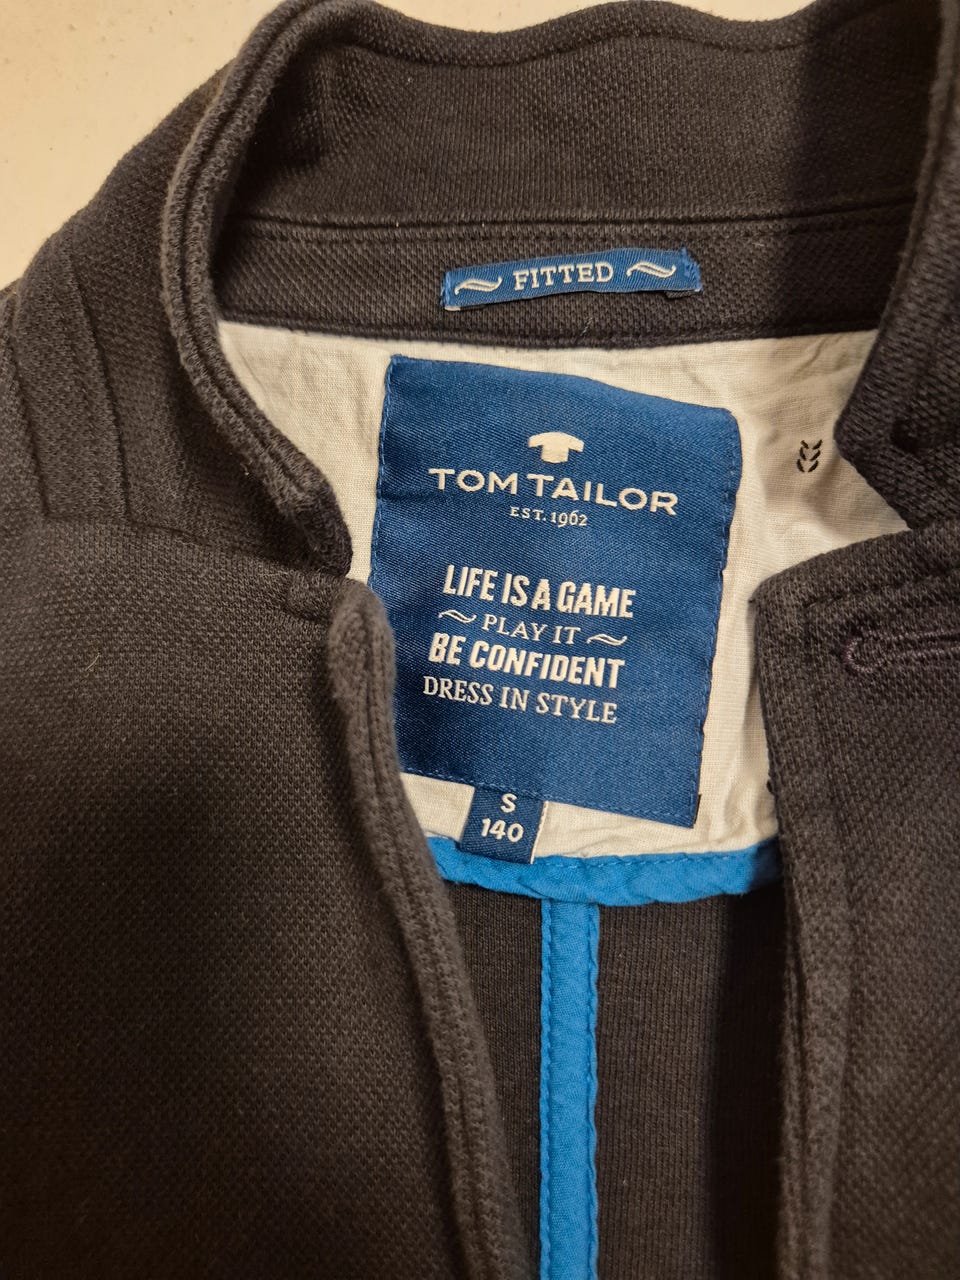 FITTED
TOM TAILOR
EST. 1962
LIFE IS A GAME
PLAY IT
BE CONFIDENT
DRESS IN STYLE
S
140